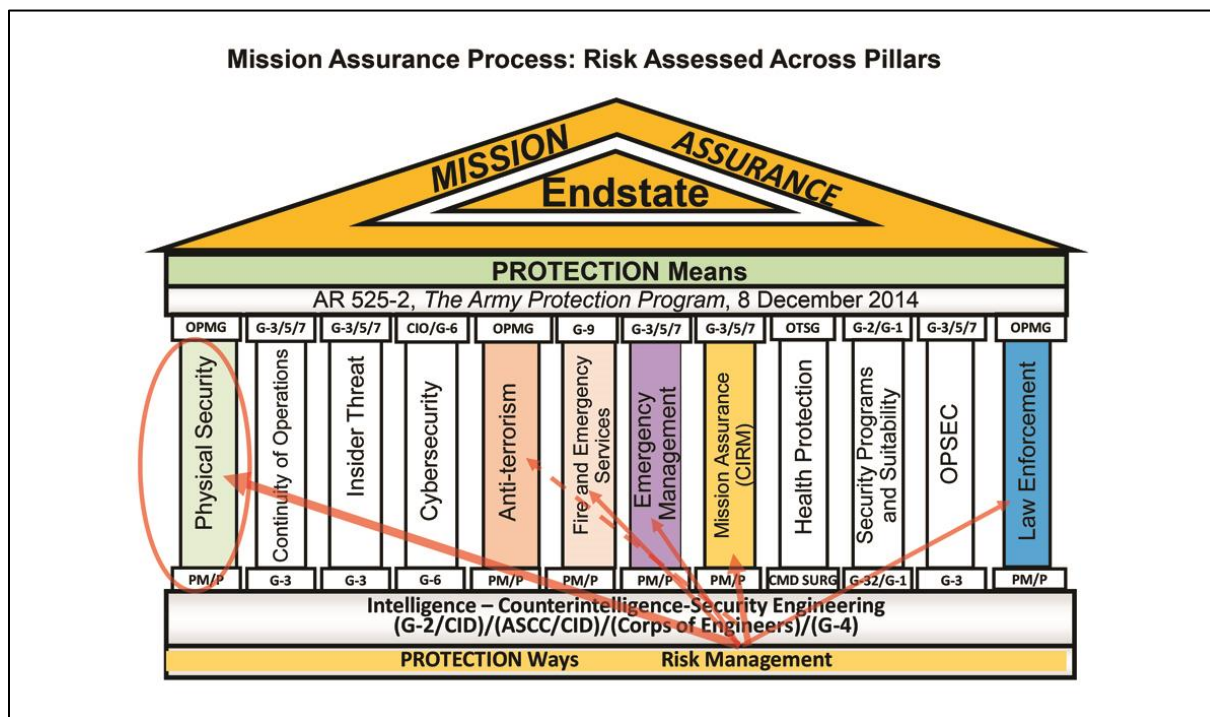 Mission Assurance Process: Risk Assessed Across Pillars
MISSION
ASSURANCE
Endstate
PROTECTION Means
AR 525-2, The Army Protection Program, 8 December 2014
OPMG
G-3/5/7
G-3/5/7
CIO/G-6
OPMG
G-9
G-3/5/7
G-3/5/7
OTSG
G-2/G-1
G-3/5/7
OPMG
Physical Security
Continuity of Operations
Insider Threat
Cybersecurity
Anti-terrorism
Fire and Emergency
Services
Emergency
Management
Mission Assurance
(CIRM)
Health Protection
Security Programs
and Suitability
OPSEC
Law Enforcement
PM/P
G-3
G-3
G-6
PM/P
PM/P
PM/P
PM/P
CMD SURG
G-32/G-1
G-3
PM/P
Intelligence – Counterintelligence-Security Engineering
(G-2/CID)/(ASCC/CID)/(Corps of Engineers)/(G-4)
PROTECTION Ways Risk Management